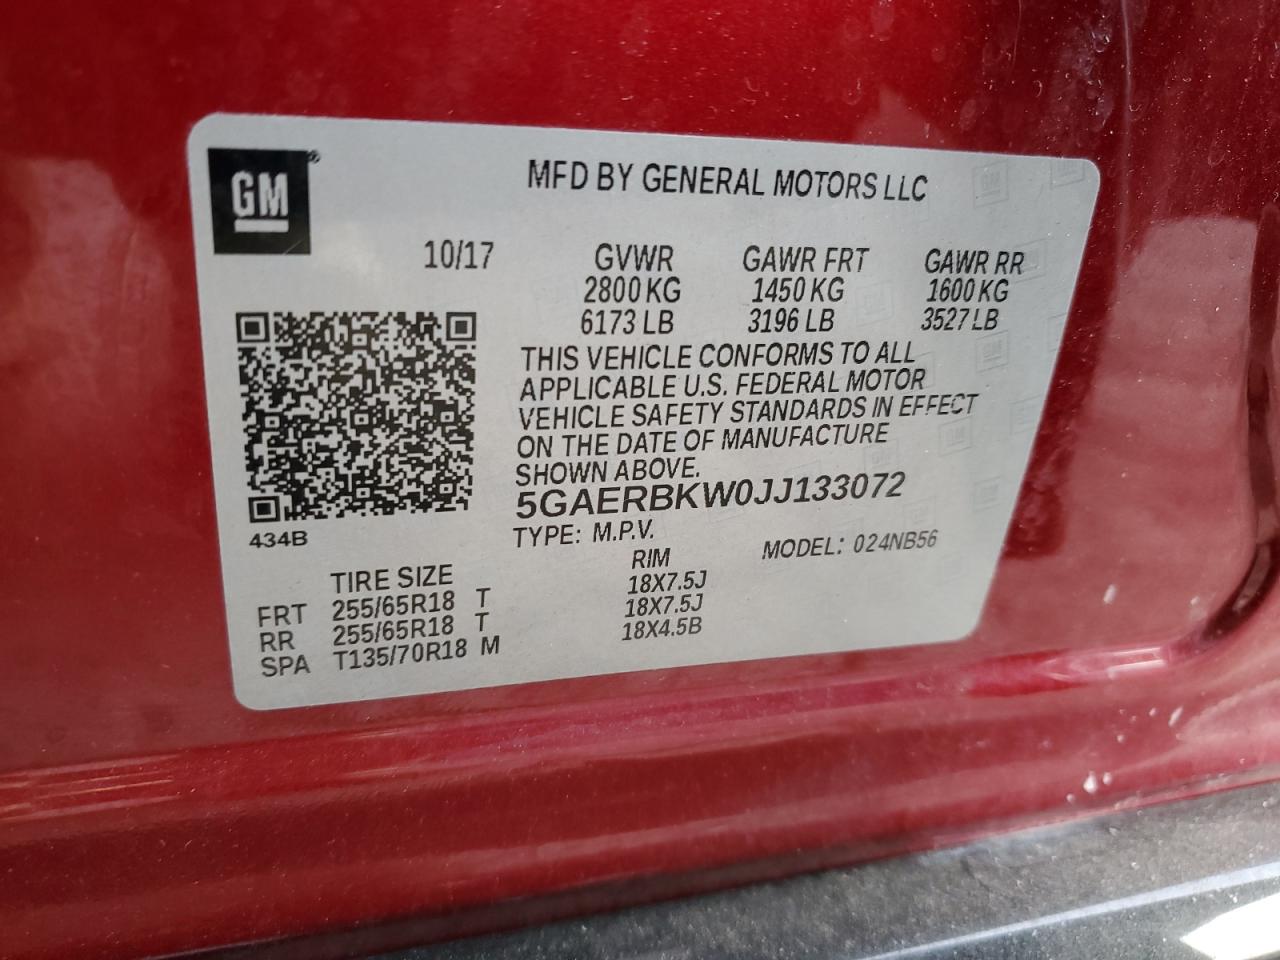 GM®
MFD BY GENERAL MOTORS LLC
10/17 GVWR GAWR FRT GAWR RR
2800 KG 1450 KG 1600 KG
6173 LB 3196 LB 3527 LB
THIS VEHICLE CONFORMS TO ALL
APPLICABLE U.S. FEDERAL MOTOR
VEHICLE SAFETY STANDARDS IN EFFECT
ON THE DATE OF MANUFACTURE
SHOWN ABOVE.
5GAERBKW0JJ133072
434B
TYPE: M.P.V. MODEL: 024NB56
TIRE SIZE RIM
FRT 255/65R18 T 18X7.5J
RR 255/65R18 T 18X7.5J
SPA T135/70R18 M 18X4.5B